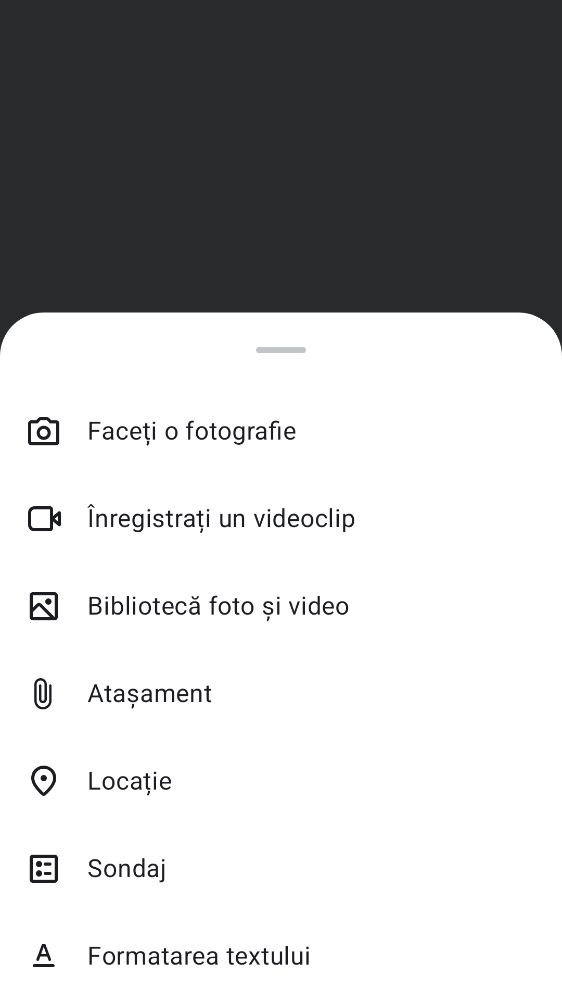 Faceți o fotografie
Înregistrați un videoclip
Bibliotecă foto și video
Atașament
Locație
Sondaj
Formatarea textului